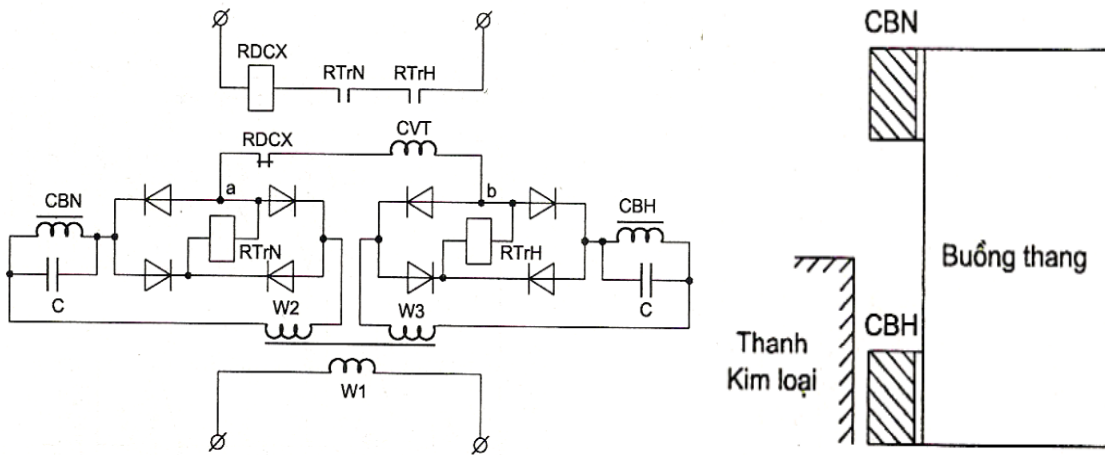 RDCX
RTrN
RTrH
RDCX
CVT
a
b
CBN
CBH
RTrN
RTrH
C
W2
W3
C
W1
CBN
Buồng thang
CBH
Thanh
Kim loại